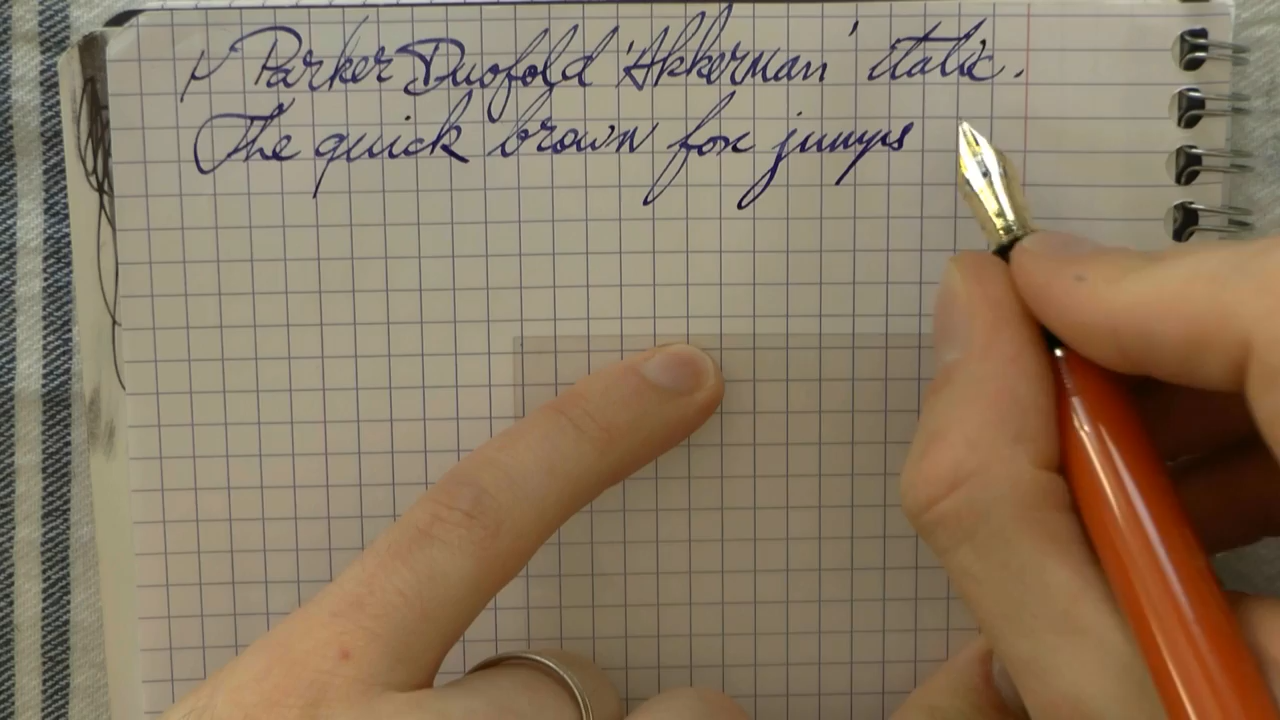 Parker Duofold 'Akkerman' italic.
The quick brown fox jumps